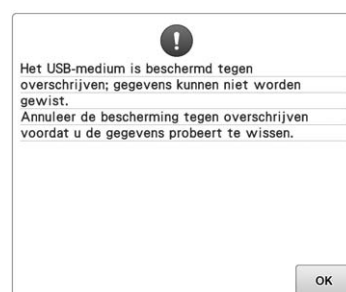 Het USB-medium is beschermd tegen
overschrijven; gegevens kunnen niet worden
gewist.
Annuleer de bescherming tegen overschrijven
voordat u de gegevens probeert te wissen.
OK